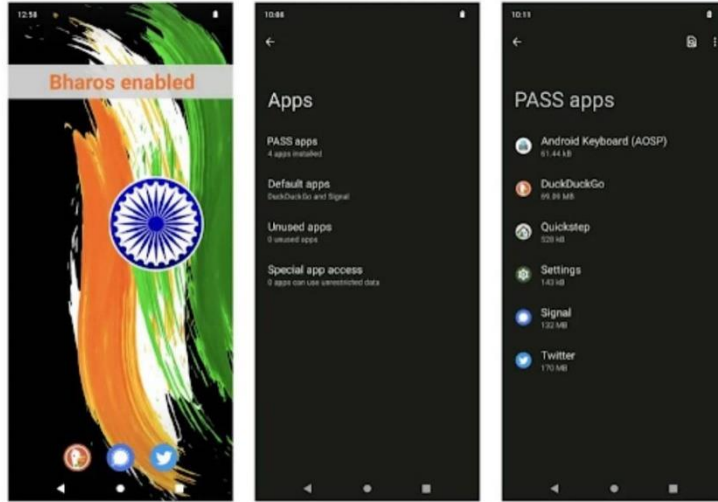 12:58
Bharos enabled
10:08
Apps
PASS apps
4 apps installed
Default apps
DuckDuckGo and Signal
Unused apps
0 unused apps
Special app access
0 apps can use unrestricted data
10:11
PASS apps
Android Keyboard (AOSP)
61.44 kB
DuckDuckGo
MB
Quickstep
kB
Settings
143 kB
Signal
132 MB
Twitter
170 MB